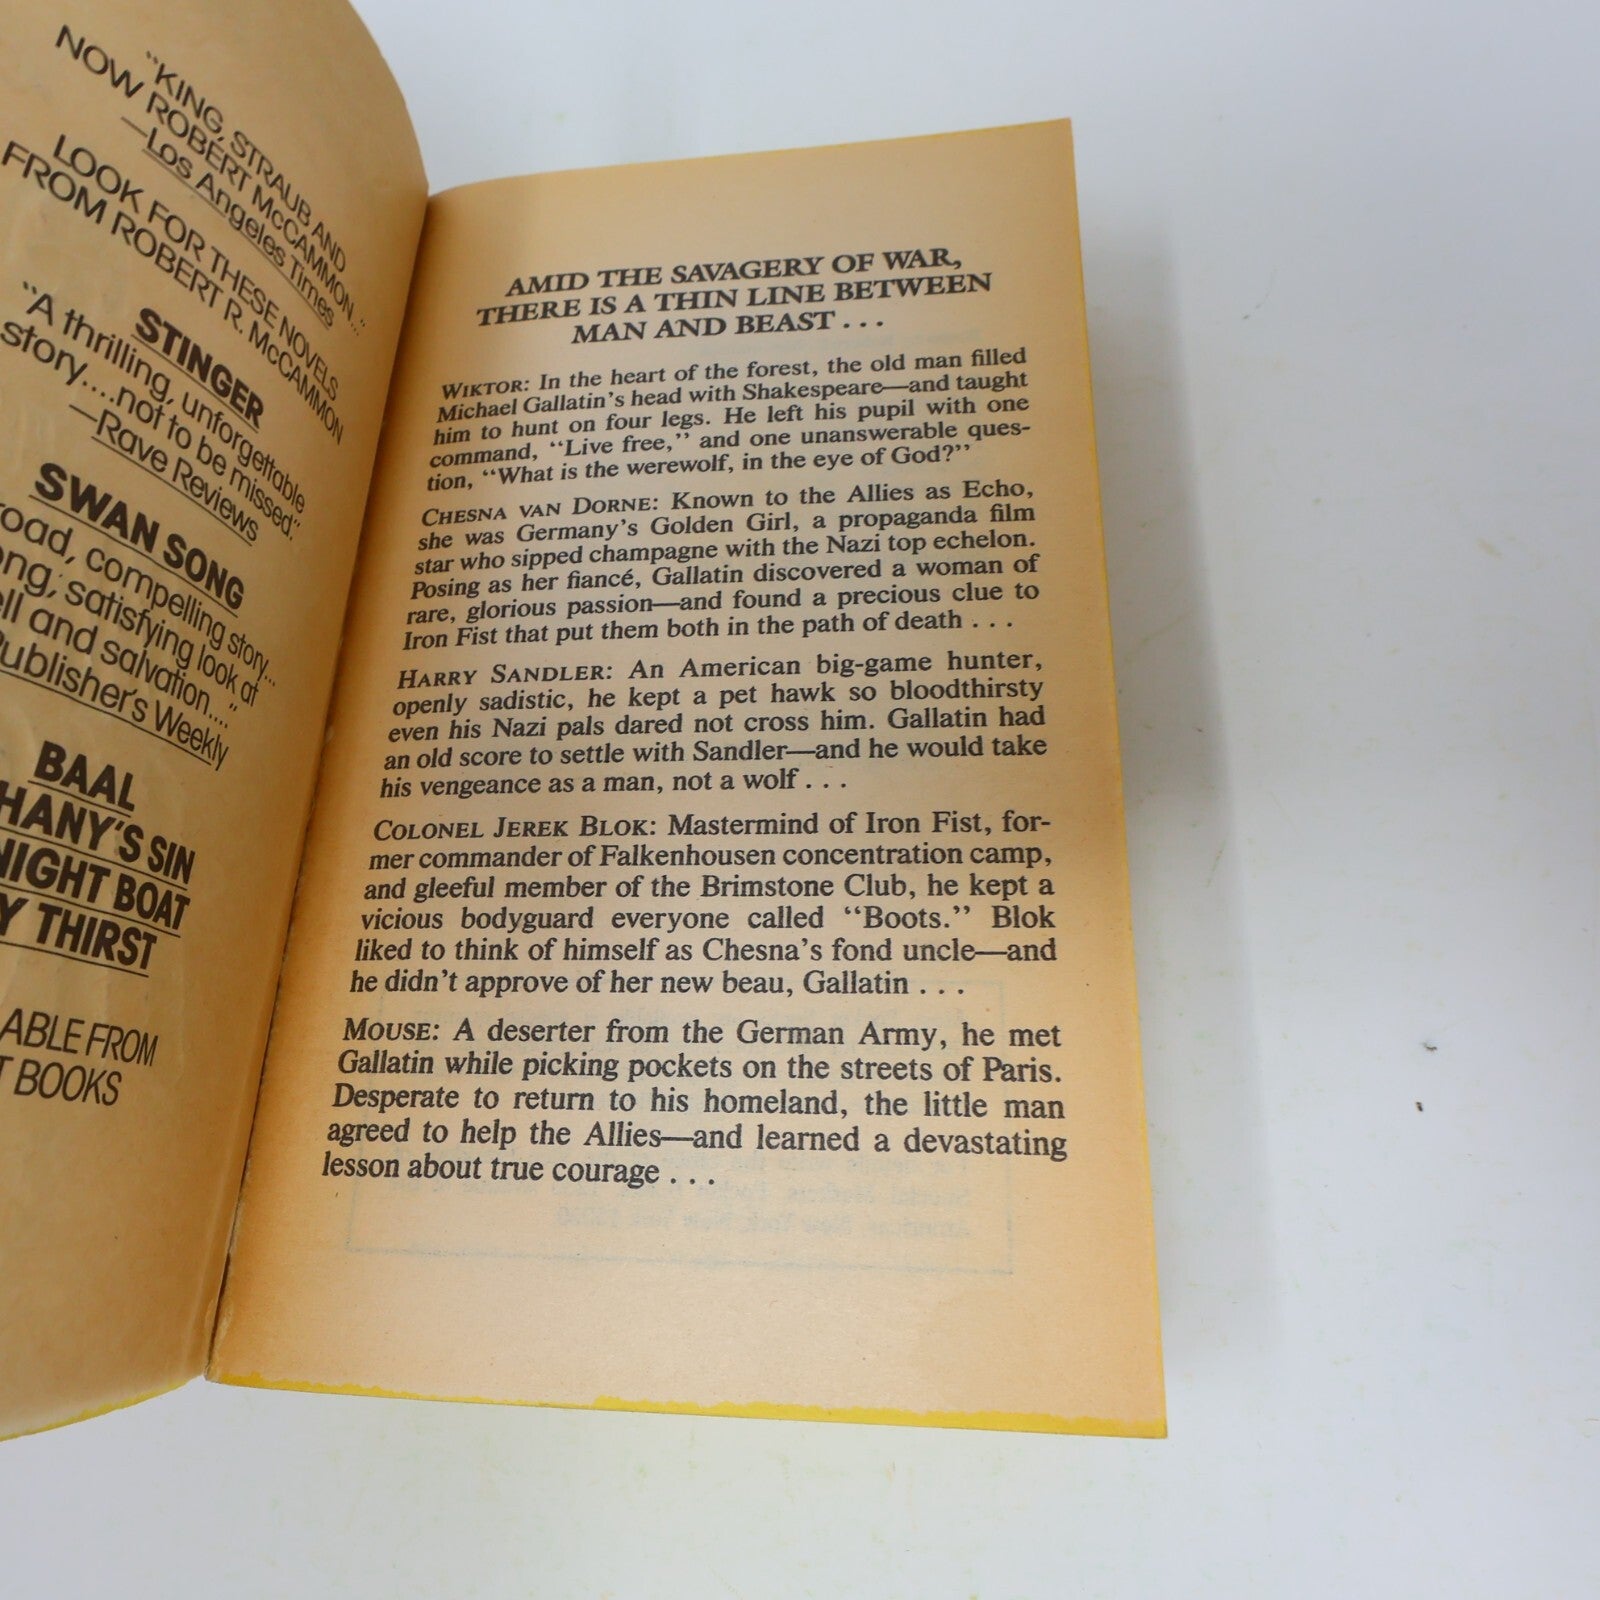 "KING, STRAUB AND
NOW ROBERT McCAMMON..."
—Los Angeles Times
LOOK FOR THESE NOVELS
FROM ROBERT R. McCAMMON
STINGER
"A thrilling, unforgettable
story....not to be missed."
—Rave Reviews
SWAN SONG
compelling story...
satisfying look at
and salvation...."
Publisher's Weekly
BAAL
SIN
NIGHT BOAT
THIRST
FROM
BOOKS
AMID THE SAVAGERY OF WAR,
THERE IS A THIN LINE BETWEEN
MAN AND BEAST . . .
WIKTOR: In the heart of the forest, the old man filled
Michael Gallatin's head with Shakespeare—and taught
him to hunt on four legs. He left his pupil with one
command, "Live free," and one unanswerable ques-
tion, "What is the werewolf, in the eye of God?"
CHESNA VAN DORNE: Known to the Allies as Echo,
she was Germany's Golden Girl, a propaganda film
star who sipped champagne with the Nazi top echelon.
Posing as her fiancé, Gallatin discovered a woman of
rare, glorious passion—and found a precious clue to
Iron Fist that put them both in the path of death . . .
HARRY SANDLER: An American big-game hunter,
openly sadistic, he kept a pet hawk so bloodthirsty
even his Nazi pals dared not cross him. Gallatin had
an old score to settle with Sandler—and he would take
his vengeance as a man, not a wolf . . .
COLONEL JEREK BLOK: Mastermind of Iron Fist, for-
mer commander of Falkenhousen concentration camp,
and gleeful member of the Brimstone Club, he kept a
vicious bodyguard everyone called "Boots." Blok
liked to think of himself as Chesna's fond uncle—and
he didn't approve of her new beau, Gallatin . . .
MOUSE: A deserter from the German Army, he met
Gallatin while picking pockets on the streets of Paris.
Desperate to return to his homeland, the little man
agreed to help the Allies—and learned a devastating
lesson about true courage . . .